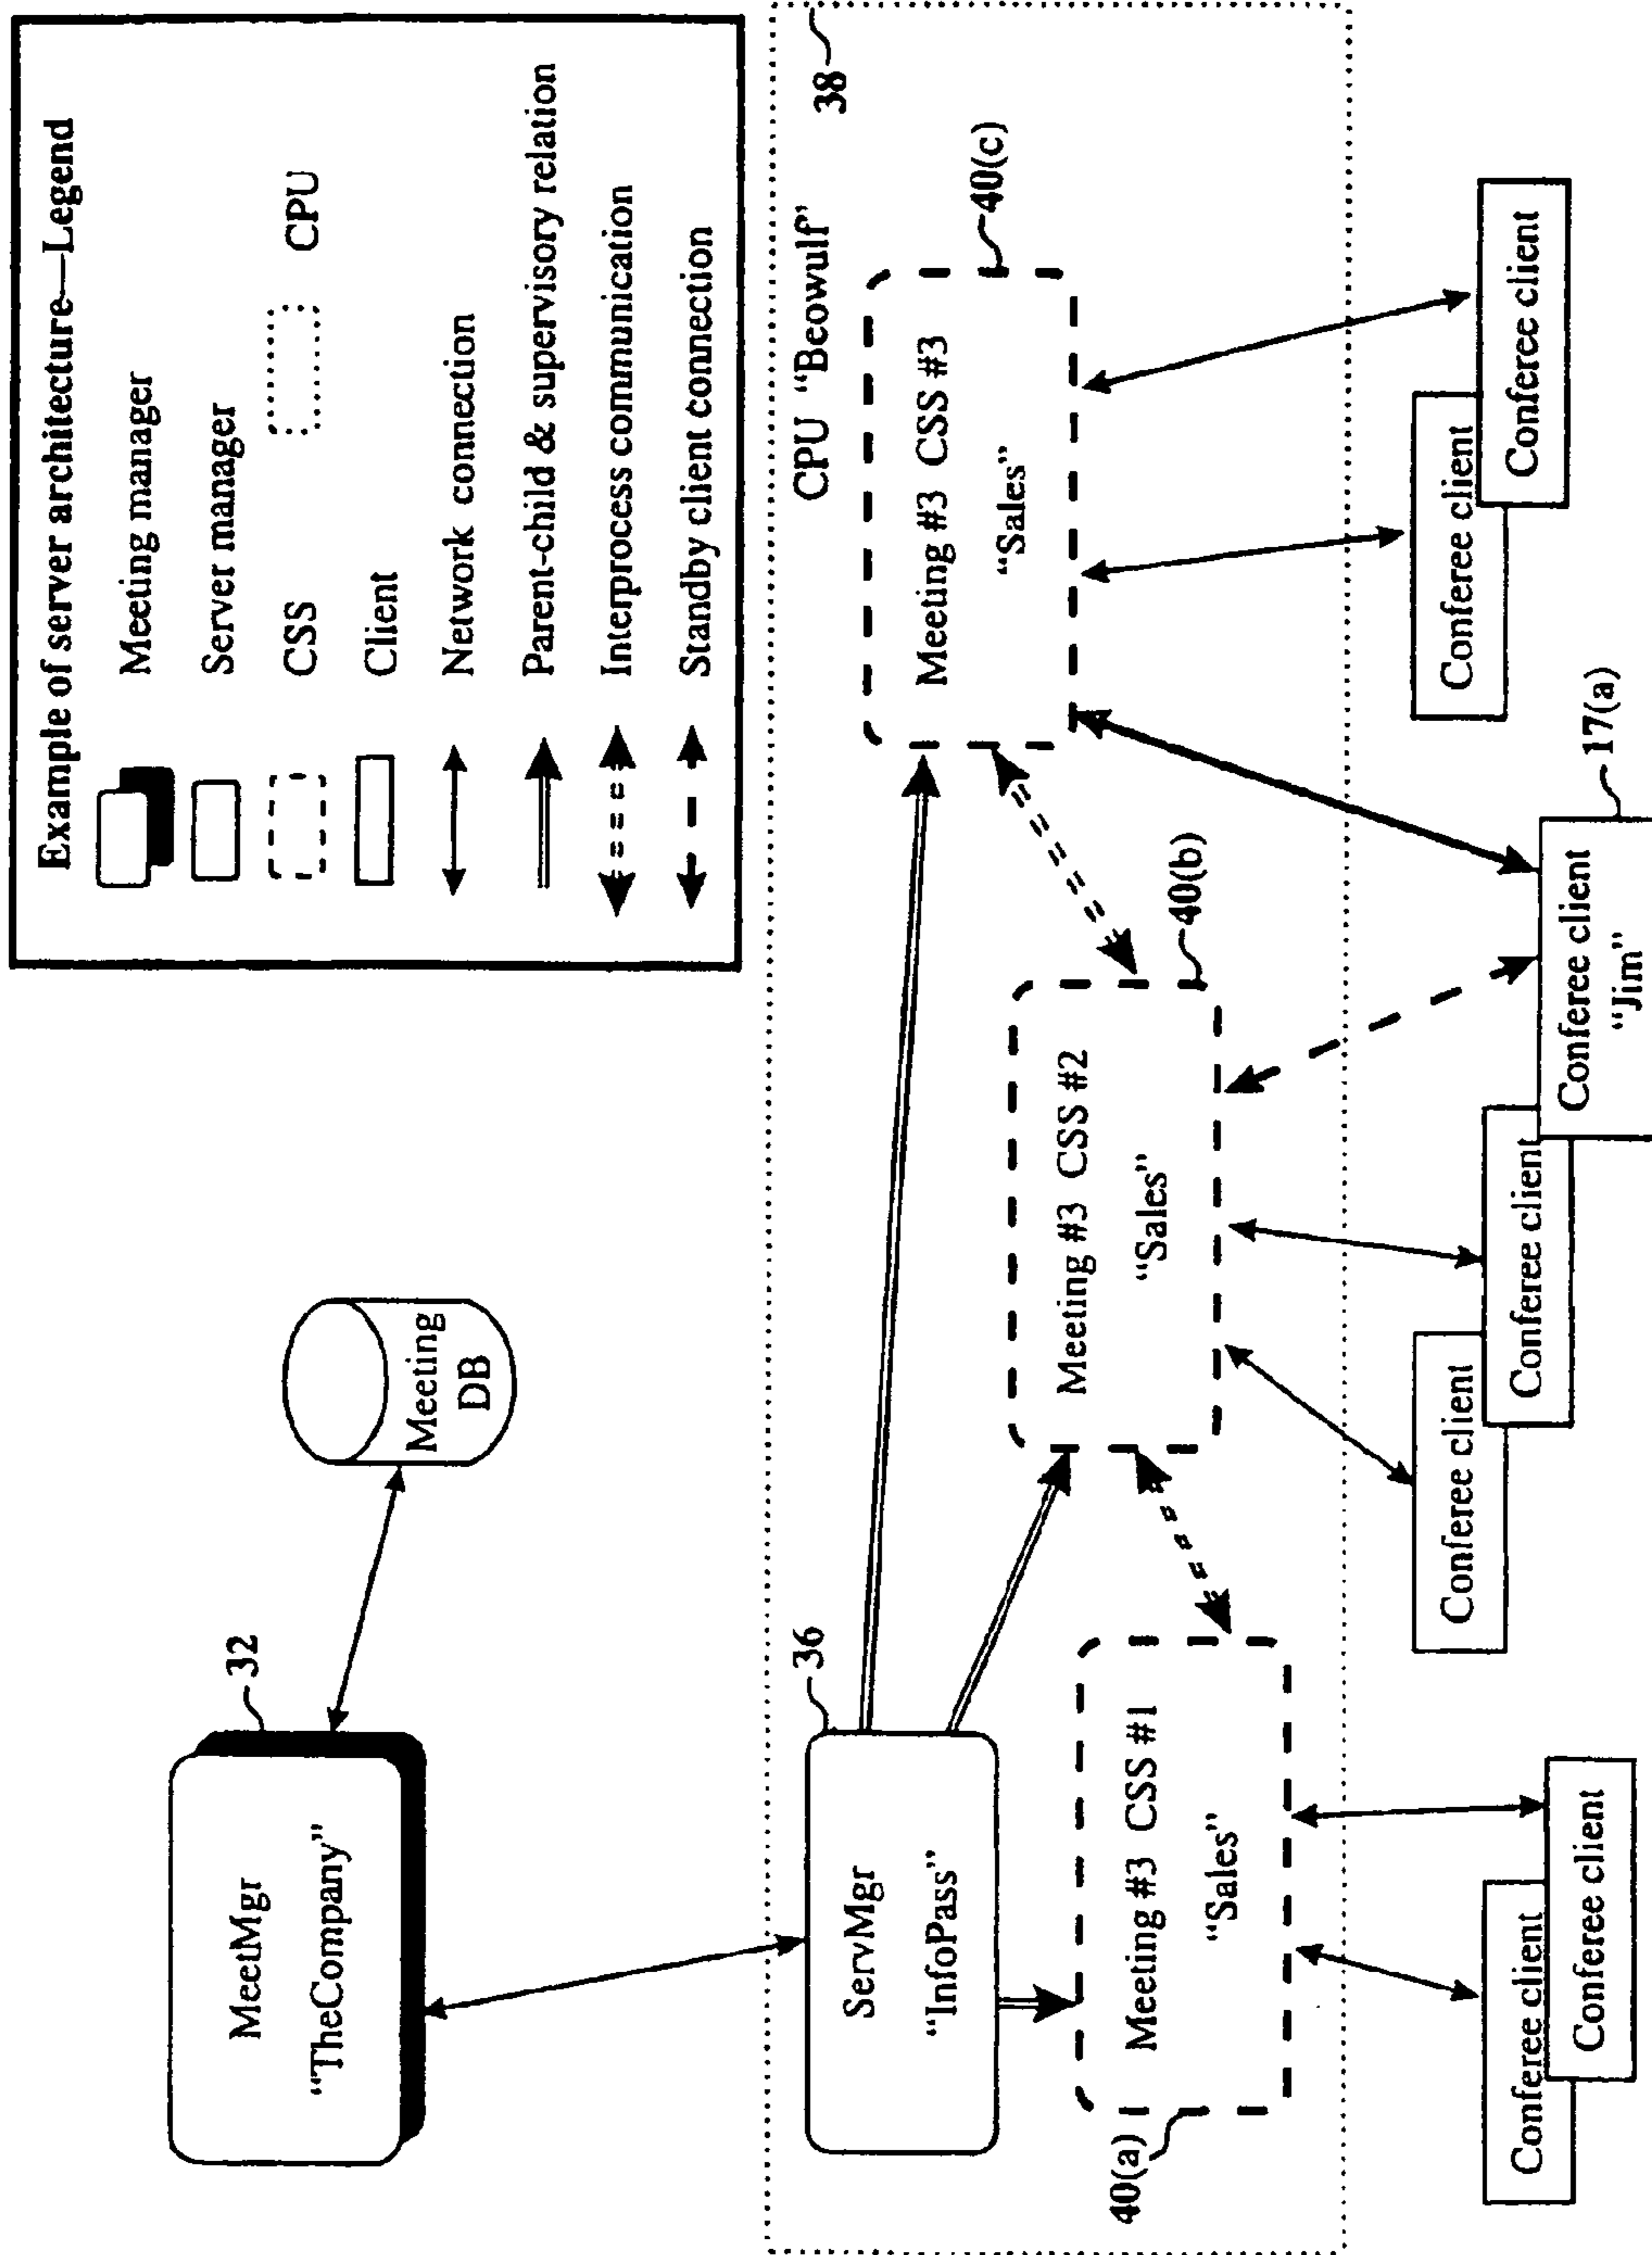 Example of server architecture—Legend
Meeting manager
Server manager
CSS
CPU
Client
Network connection
Parent-child & supervisory relation
Interprocess communication
Standby client connection
MeetMgr
“TheCompany”
32
Meeting
DB
38
CPU “Beowulf”
ServMgr
“InfoPass”
36
Meeting #3 CSS #1
“Sales”
40(a)
Meeting #3 CSS #2
“Sales”
40(b)
Meeting #3 CSS #3
“Sales”
40(c)
Conferee client
Conferee client
Conferee client
Conferee client
Conferee client
“Jim”
17(a)
Conferee client
Conferee client